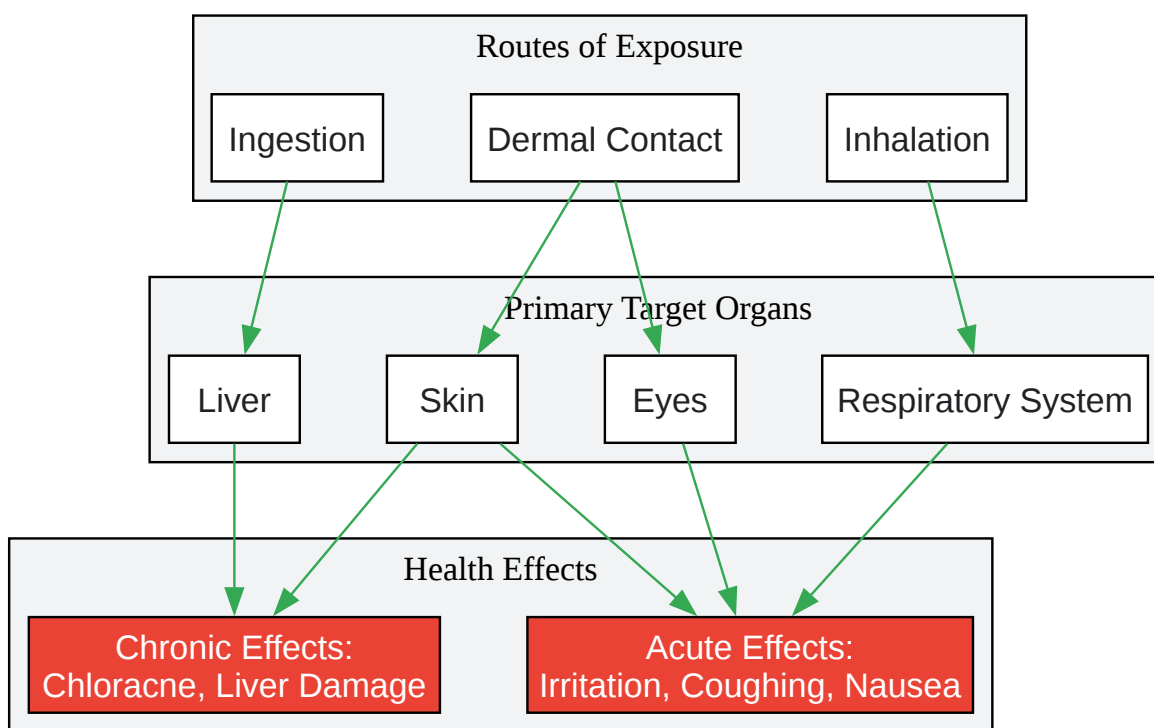 Routes of Exposure
Ingestion
Dermal Contact
Inhalation
Primary Target Organs
Liver
Skin
Eyes
Respiratory System
Health Effects
Chronic Effects:
Chloracne, Liver Damage
Acute Effects:
Irritation, Coughing, Nausea